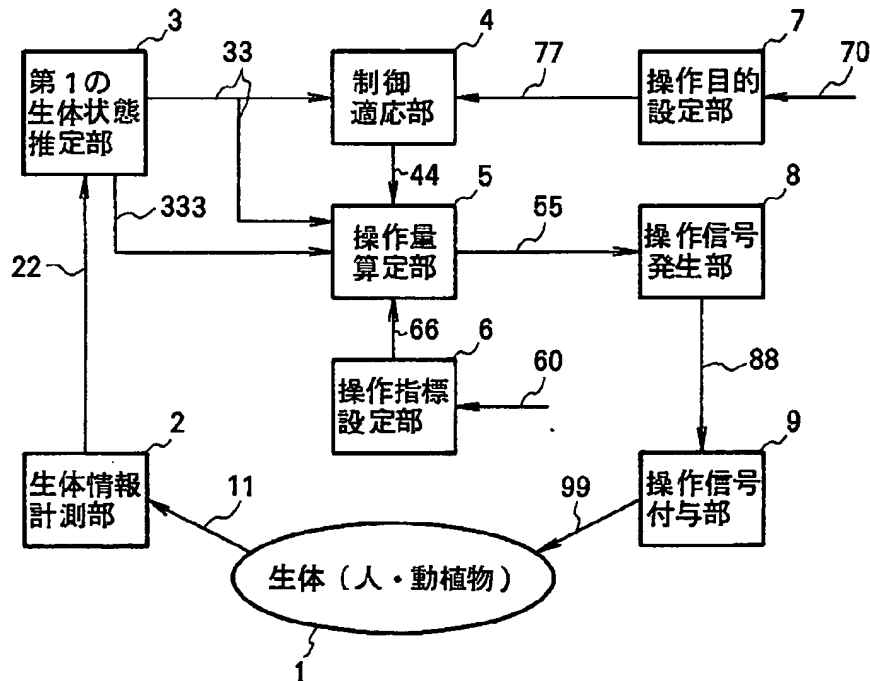 3
第1の
生体状態
推定部
33
4
制御
適応部
77
7
操作目的
設定部
70
333
44
5
操作量
算定部
55
8
操作信号
発生部
22
66
6
操作指標
設定部
60
88
2
生体情報
計測部
11
9
操作信号
付与部
99
生体(人・動植物)
1